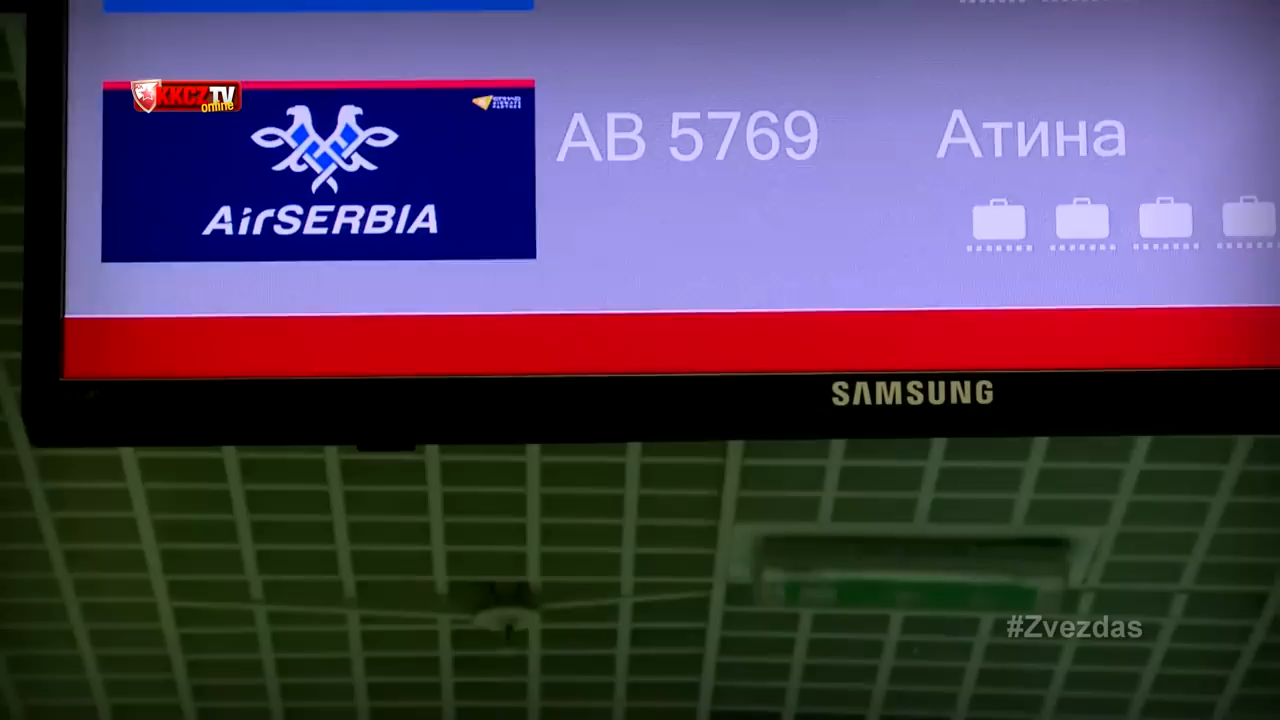 KKCZ TV
online
AB 5769
Атина
AirSERBIA
SAMSUNG
#Zvezdas